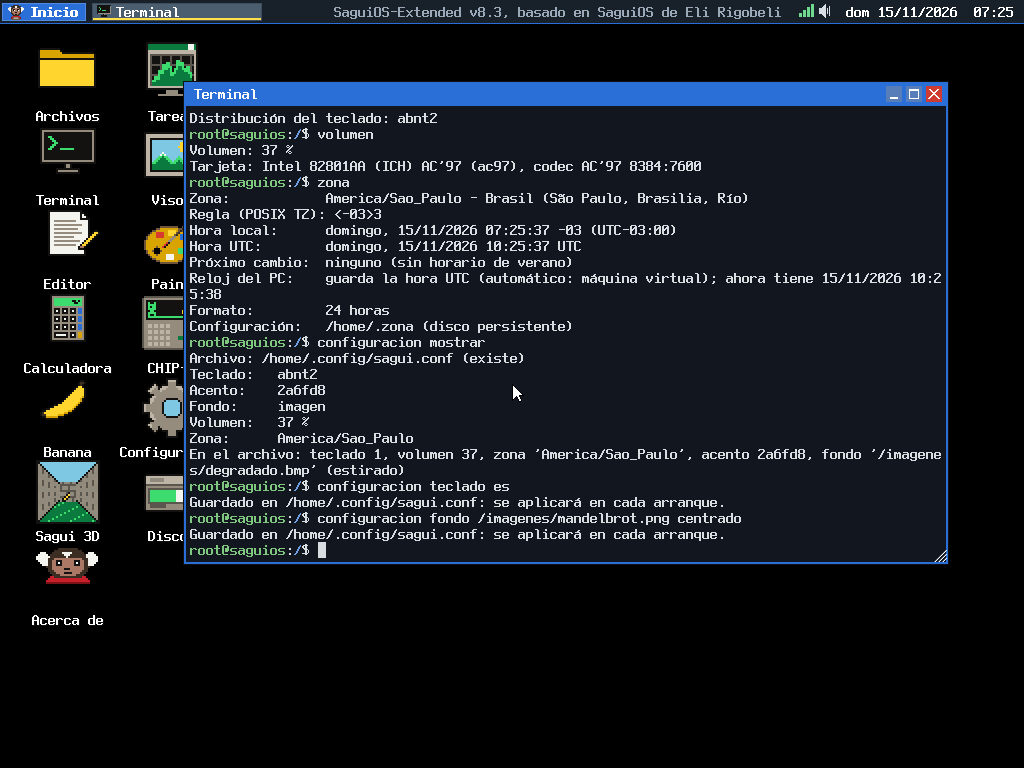 Inicio
Terminal
SaguiOS-Extended v8.3, basado en SaguiOS de Eli Rigobeli
dom 15/11/2026 07:25
Archivos
Terminal
Editor
Calculadora
CHIP-
Banana
Configur
Sagui 3D
Acerca de
Terminal
Distribución del teclado: abnt2
root@saguios:/$ volumen
Volumen: 37 %
Tarjeta: Intel 82801AA (ICH) AC'97 (ac97), codec AC'97 8384:7600
root@saguios:/$ zona
Zona: America/Sao_Paulo - Brasil (São Paulo, Brasilia, Río)
Regla (POSIX TZ): <-03>3
Hora local: domingo, 15/11/2026 07:25:37 -03 (UTC-03:00)
Hora UTC: domingo, 15/11/2026 10:25:37 UTC
Próximo cambio: ninguno (sin horario de verano)
Reloj del PC: guarda la hora UTC (automático: máquina virtual); ahora tiene 15/11/2026 10:2
5:38
Formato: 24 horas
Configuración: /home/.zona (disco persistente)
root@saguios:/$ configuracion mostrar
Archivo: /home/.config/sagui.conf (existe)
Teclado: abnt2
Acento: 2a6fd8
Fondo: imagen
Volumen: 37 %
Zona: America/Sao_Paulo
En el archivo: teclado 1, volumen 37, zona 'America/Sao_Paulo', acento 2a6fd8, fondo '/imagene
s/degradado.bmp' (estirado)
root@saguios:/$ configuracion teclado es
Guardado en /home/.config/sagui.conf: se aplicará en cada arranque.
root@saguios:/$ configuracion fondo /imagenes/mandelbrot.png centrado
Guardado en /home/.config/sagui.conf: se aplicará en cada arranque.
root@saguios:/$